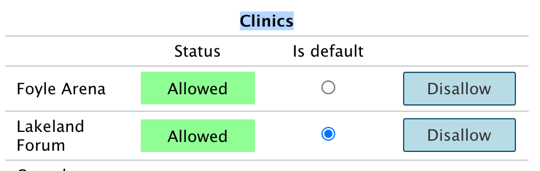 Clinics
Status Is default
Foyle Arena Allowed Disallow
Lakeland Forum Allowed Disallow